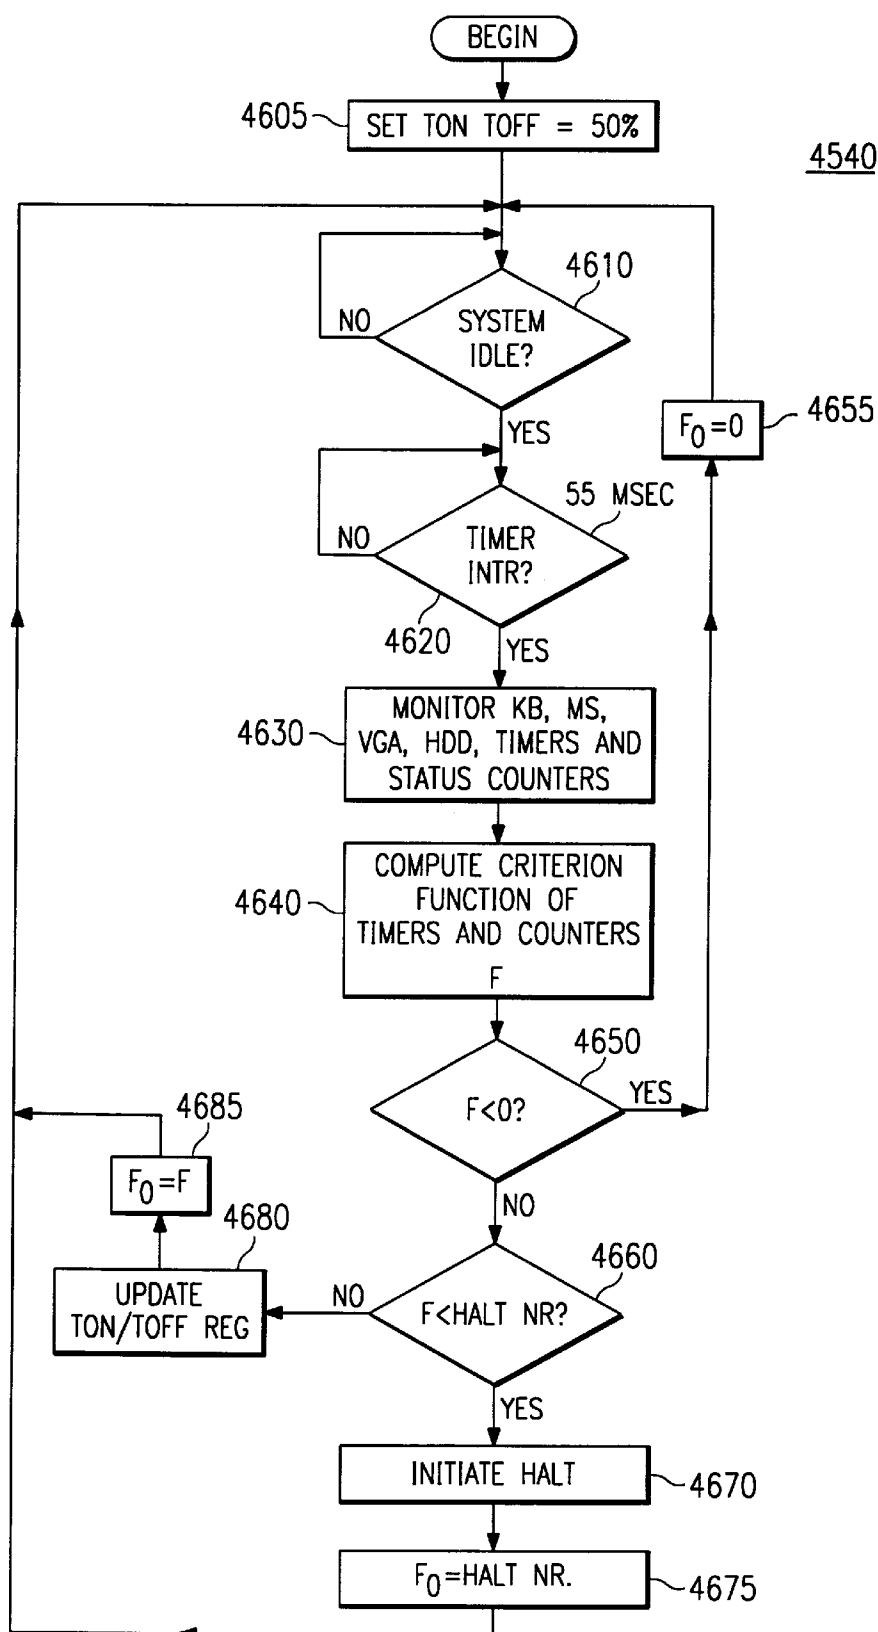 BEGIN
4605
SET TON TOFF = 50%
4540
4610
NO
SYSTEM
IDLE?
YES
F0=0
4655
55 MSEC
NO
TIMER
INTR?
4620
YES
4630
MONITOR KB, MS,
VGA, HDD, TIMERS AND
STATUS COUNTERS
4640
COMPUTE CRITERION
FUNCTION OF
TIMERS AND COUNTERS
F
4650
F<0?
YES
NO
4685
F0=F
4680
UPDATE
TON/TOFF REG
NO
4660
F<HALT NR?
YES
INITIATE HALT
4670
F0=HALT NR.
4675